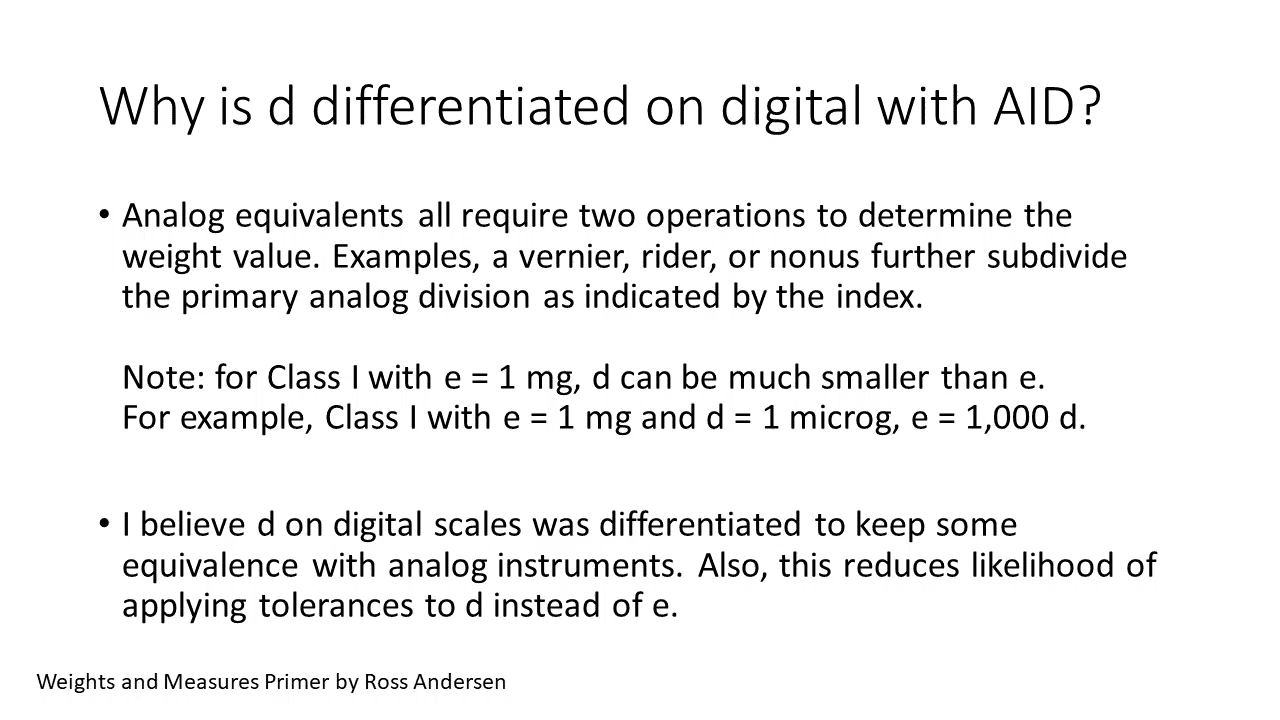 Why is d differentiated on digital with AID?
• Analog equivalents all require two operations to determine the
weight value. Examples, a vernier, rider, or nonus further subdivide
the primary analog division as indicated by the index.
Note: for Class I with e = 1 mg, d can be much smaller than e.
For example, Class I with e = 1 mg and d = 1 microg, e = 1,000 d.
• I believe d on digital scales was differentiated to keep some
equivalence with analog instruments. Also, this reduces likelihood of
applying tolerances to d instead of e.
Weights and Measures Primer by Ross Andersen